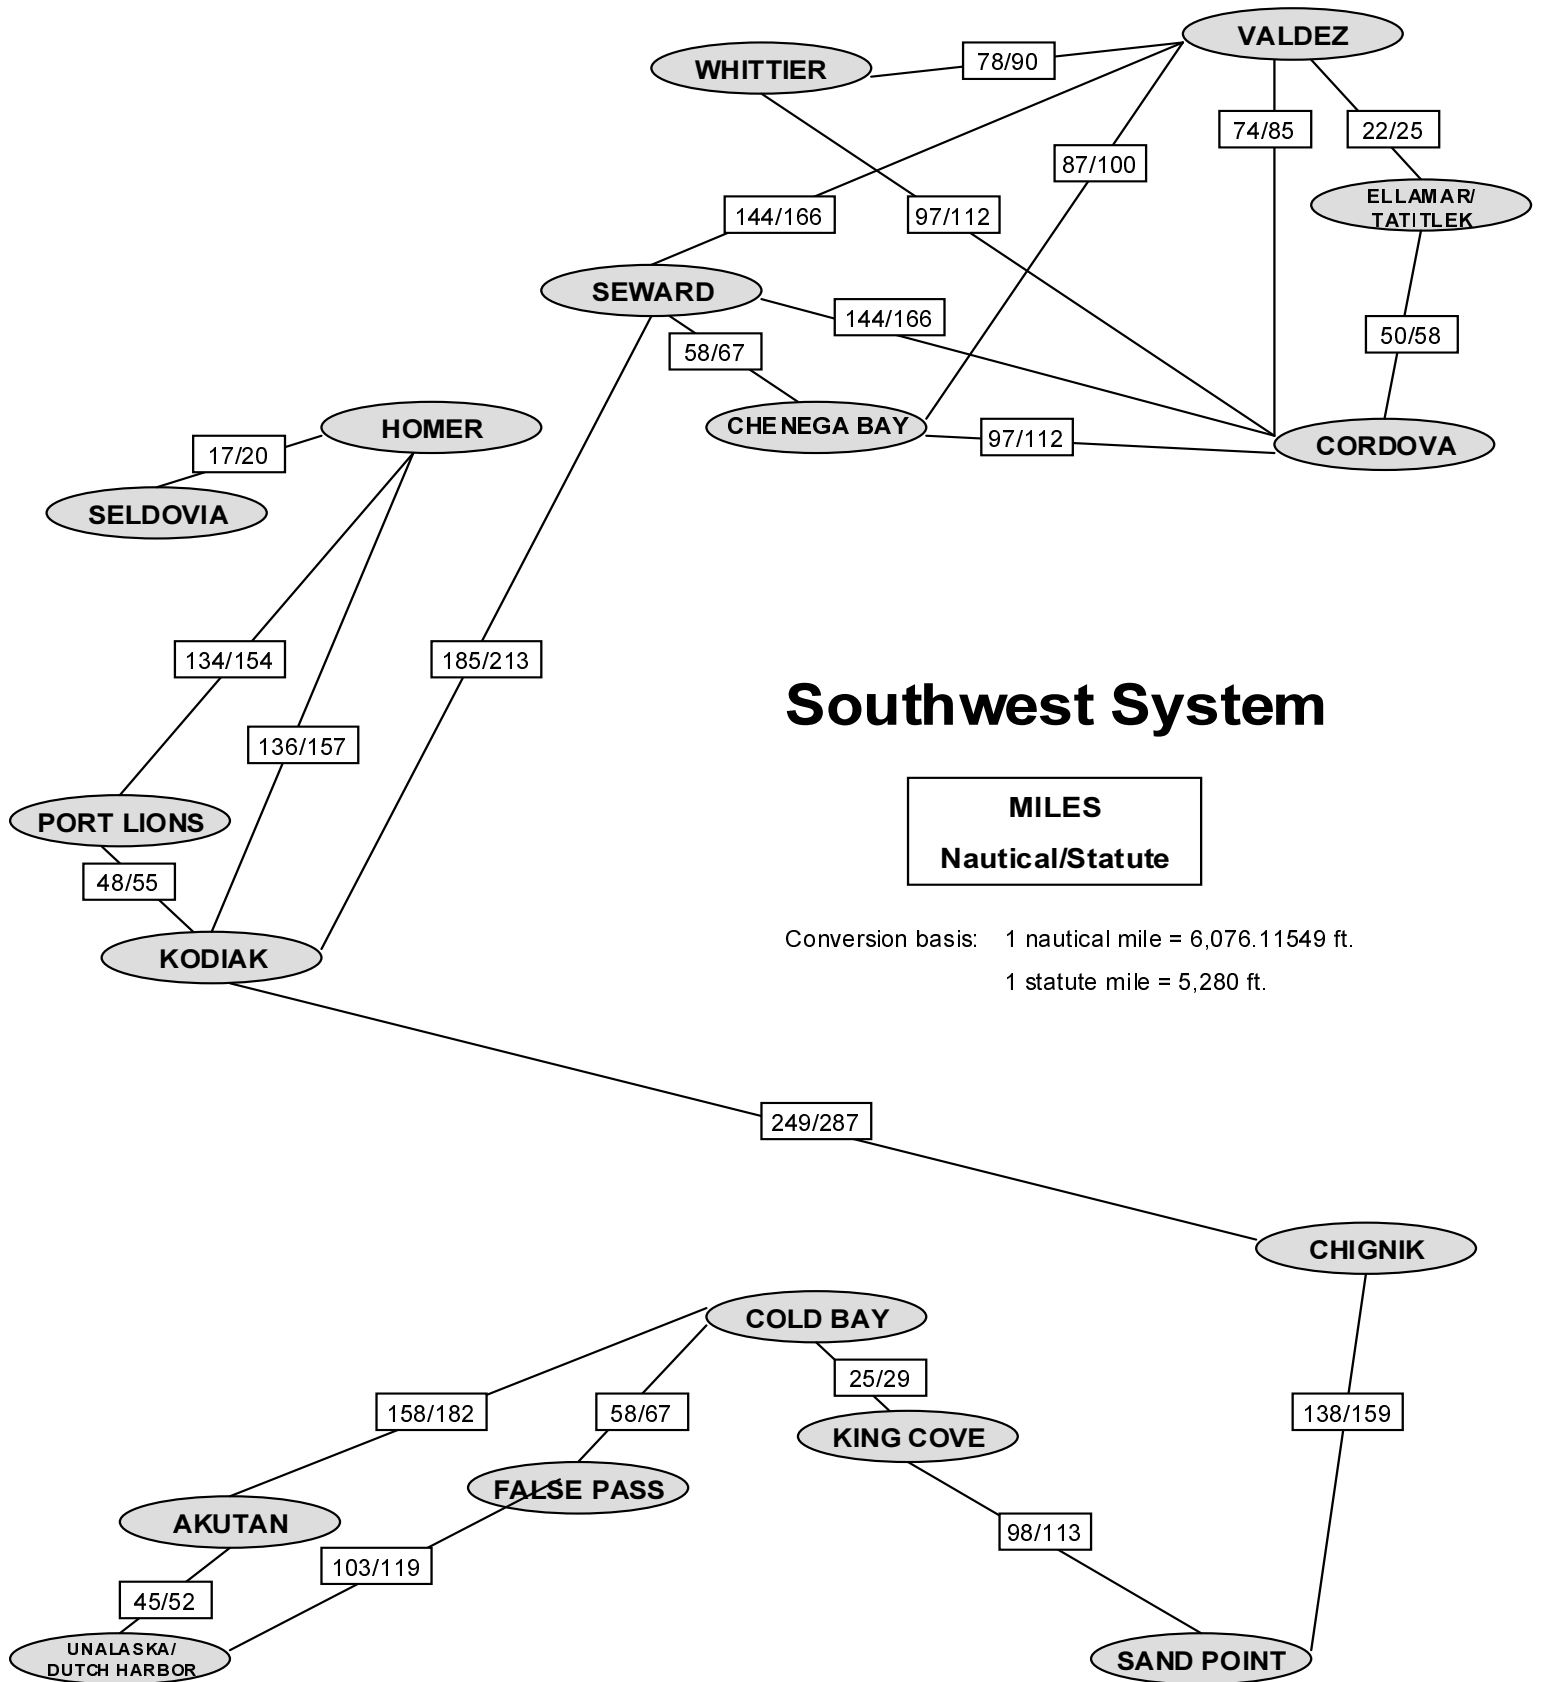 VALDEZ
WHITTIER
78/90
74/85
22/25
87/100
ELLAMAR/
TATITLEK
144/166
97/112
SEWARD
144/166
50/58
58/67
HOMER
CHENEGA BAY
97/112
CORDOVA
17/20
SELDOVIA
134/154
185/213
Southwest System
136/157
MILES
Nautical/Statute
PORT LIONS
48/55
KODIAK
Conversion basis: 1 nautical mile = 6,076.11549 ft.
1 statute mile = 5,280 ft.
249/287
CHIGNIK
COLD BAY
25/29
158/182
58/67
138/159
KING COVE
FALSE PASS
AKUTAN
98/113
103/119
45/52
UNALASKA/
DUTCH HARBOR
SAND POINT